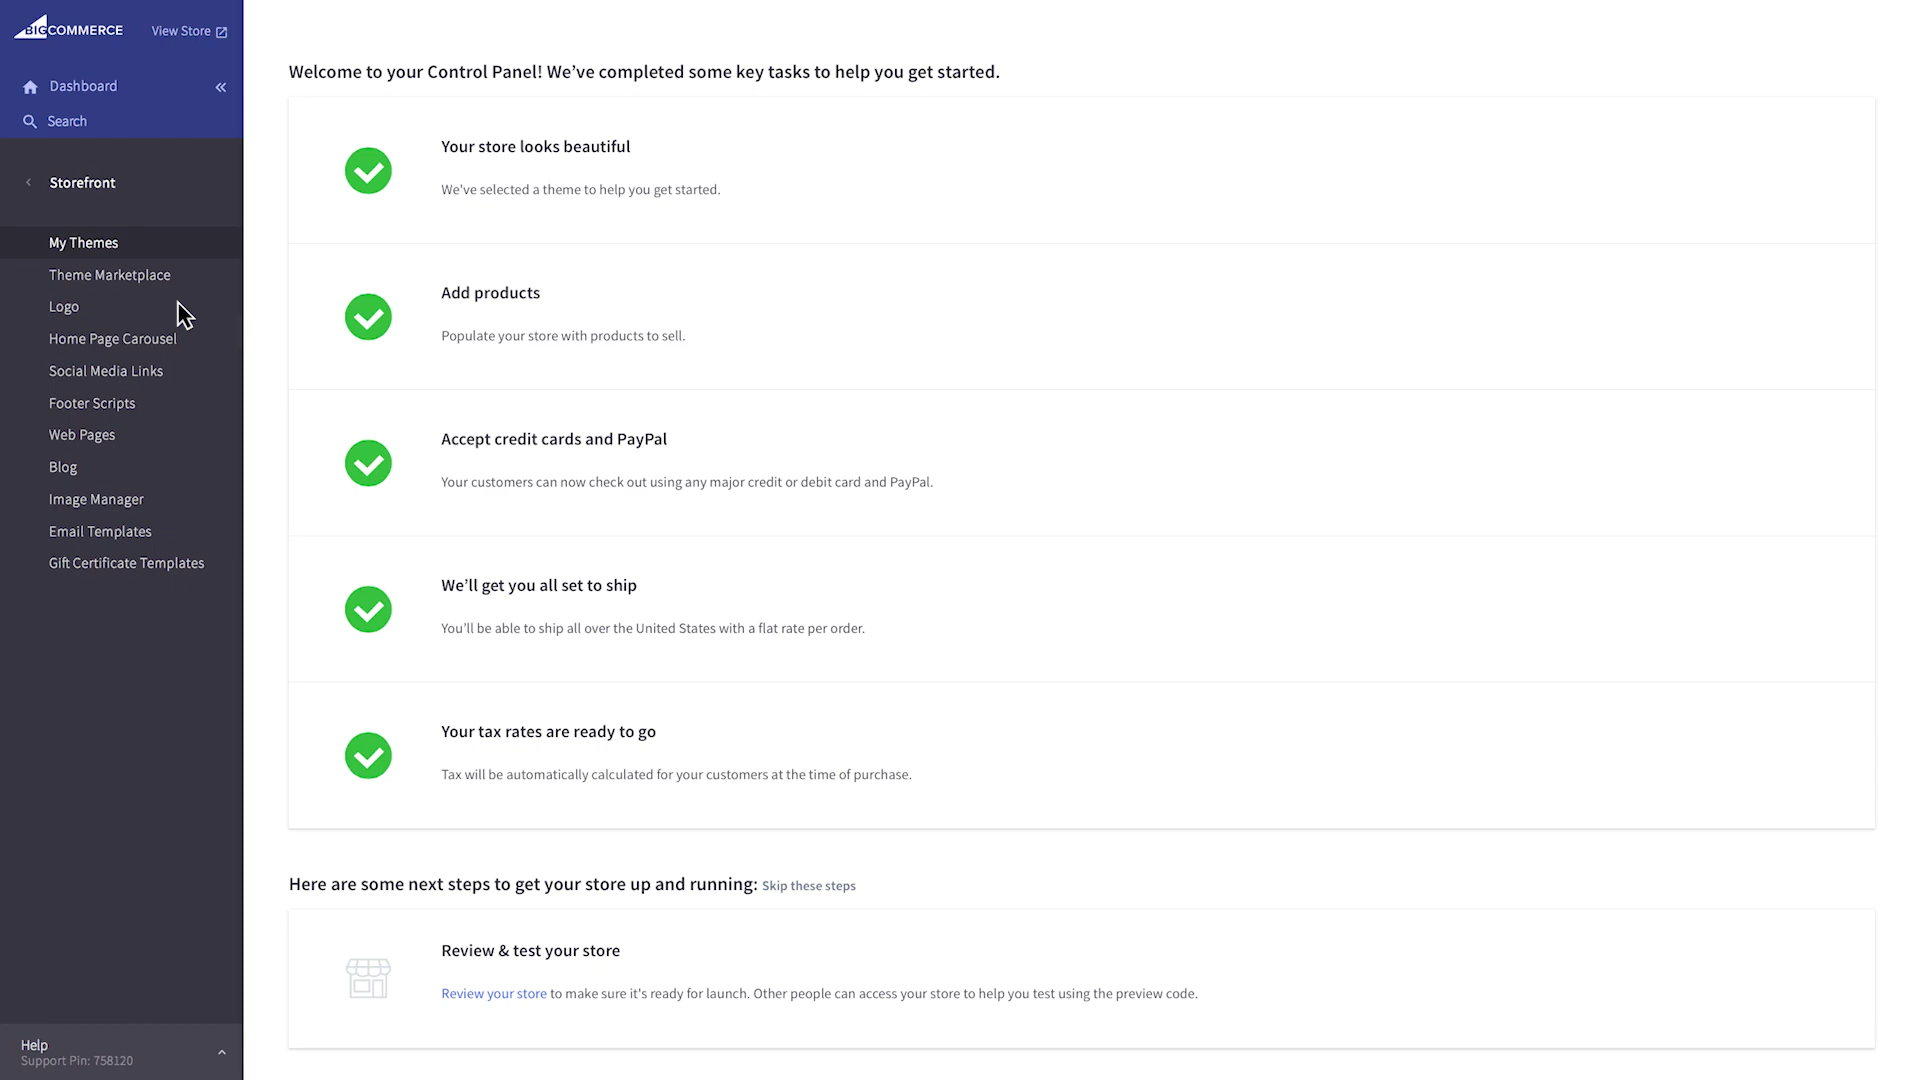 BIGCOMMERCE
View Store
Dashboard
Search
Storefront
My Themes
Theme Marketplace
Logo
Home Page Carousel
Social Media Links
Footer Scripts
Web Pages
Blog
Image Manager
Email Templates
Gift Certificate Templates
Help
Support Pin: 758120
Welcome to your Control Panel! We’ve completed some key tasks to help you get started.
Your store looks beautiful
We've selected a theme to help you get started.
Add products
Populate your store with products to sell.
Accept credit cards and PayPal
Your customers can now check out using any major credit or debit card and PayPal.
We’ll get you all set to ship
You’ll be able to ship all over the United States with a flat rate per order.
Your tax rates are ready to go
Tax will be automatically calculated for your customers at the time of purchase.
Here are some next steps to get your store up and running: Skip these steps
Review & test your store
Review your store to make sure it's ready for launch. Other people can access your store to help you test using the preview code.